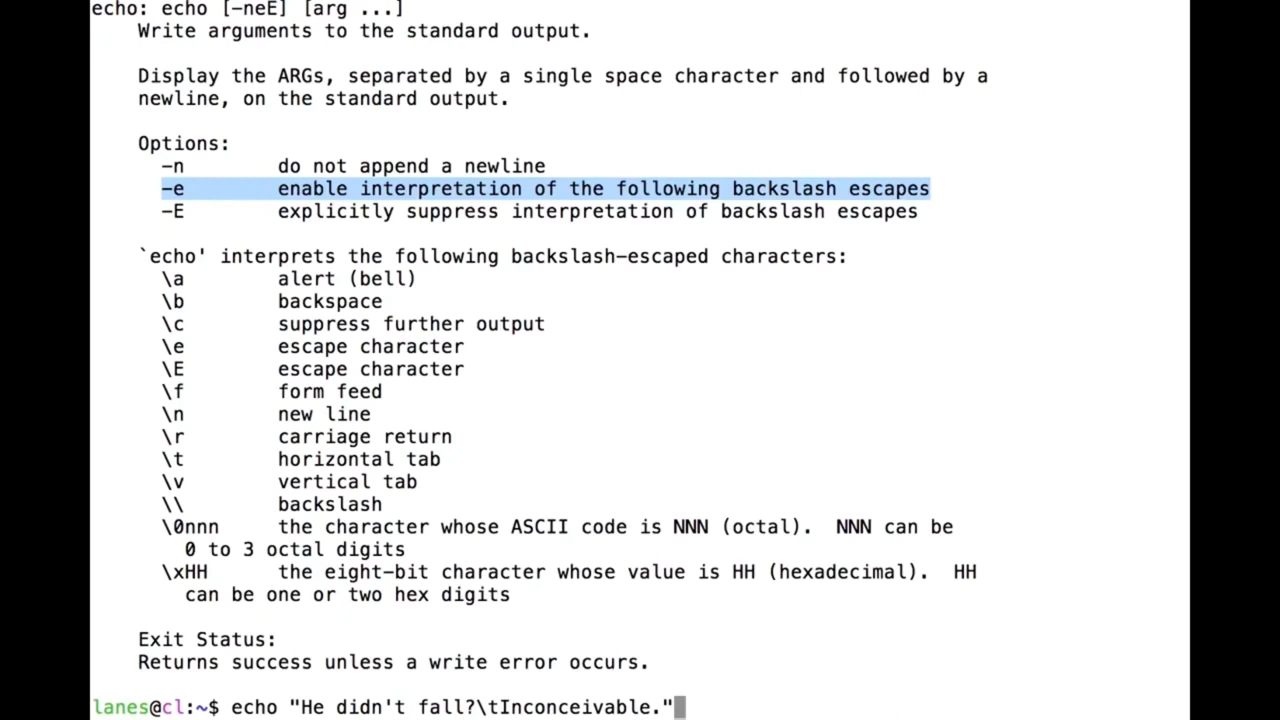 echo: echo [-neE] [arg ...]
Write arguments to the standard output.
Display the ARGs, separated by a single space character and followed by a
newline, on the standard output.
Options:
-n do not append a newline
-e enable interpretation of the following backslash escapes
-E explicitly suppress interpretation of backslash escapes
`echo' interprets the following backslash-escaped characters:
\a alert (bell)
\b backspace
\c suppress further output
\e escape character
\E escape character
\f form feed
\n new line
\r carriage return
\t horizontal tab
\v vertical tab
\\ backslash
\0nnn the character whose ASCII code is NNN (octal). NNN can be
0 to 3 octal digits
\xHH the eight-bit character whose value is HH (hexadecimal). HH
can be one or two hex digits
Exit Status:
Returns success unless a write error occurs.
lanes@cl:~$ echo "He didn't fall?\tInconceivable."